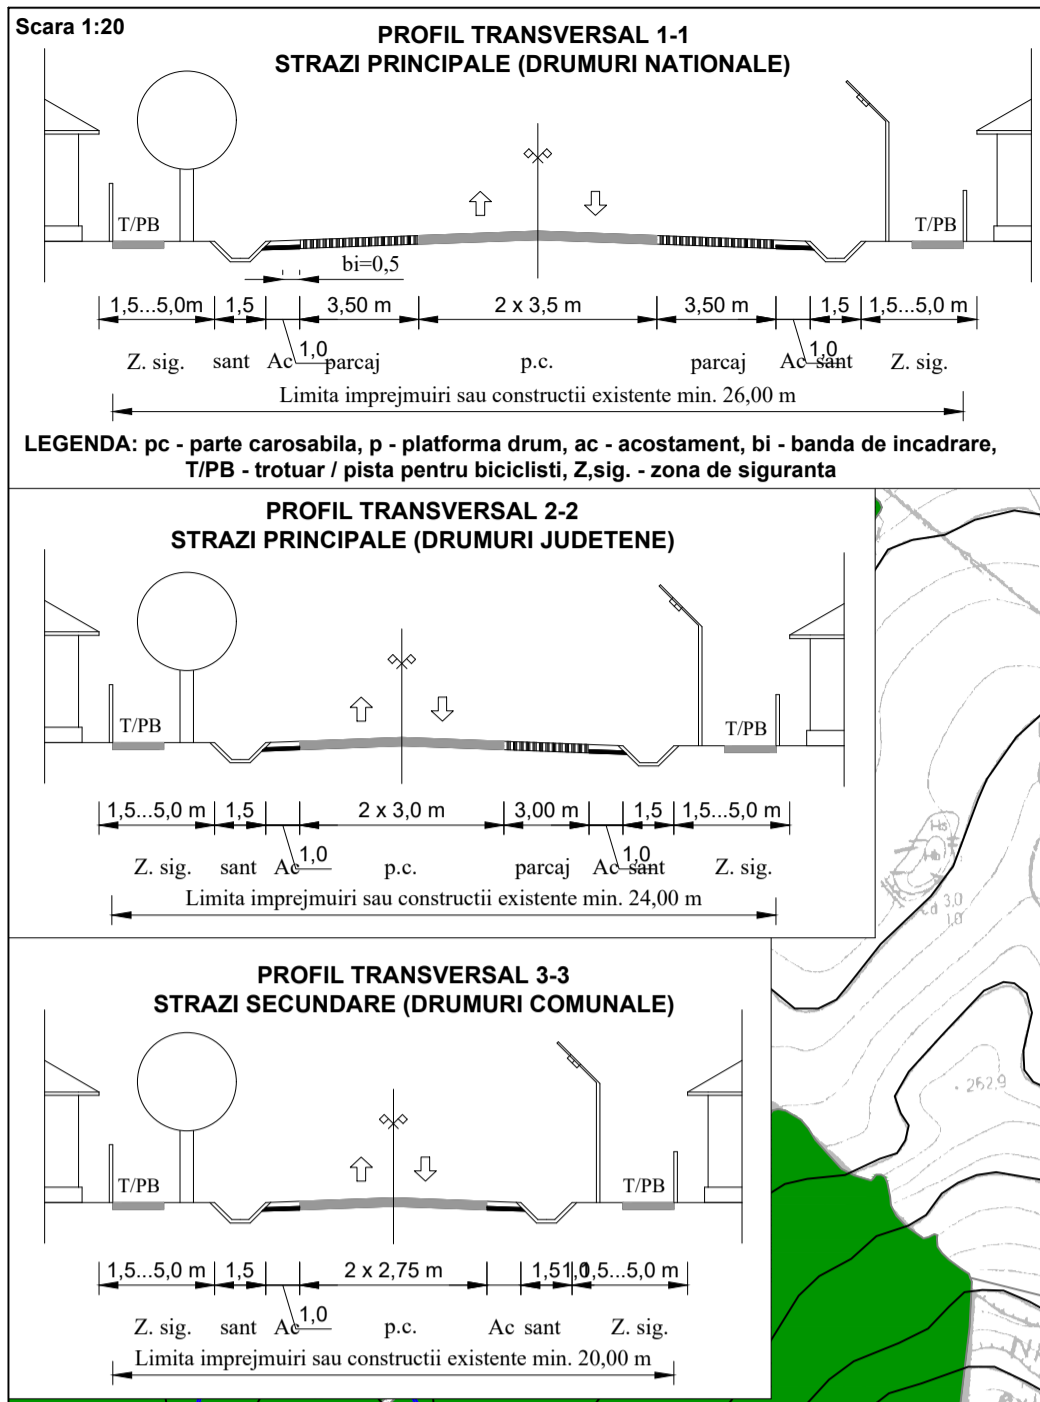 Scara 1:20
PROFIL TRANSVERSAL 1-1
STRAZI PRINCIPALE (DRUMURI NATIONALE)
T/PB T/PB
bi=0,5
1,5...5,0m 1,5 3,50 m 2 x 3,5 m 3,50 m 1,5 1,5...5,0 m
1,0 1,0
Z. sig. sant Ac parcaj p.c. parcaj Ac sant Z. sig.
Limita imprejmuiri sau constructii existente min. 26,00 m
LEGENDA: pc - parte carosabila, p - platforma drum, ac - acostament, bi - banda de incadrare,
T/PB - trotuar / pista pentru biciclisti, Z,sig. - zona de siguranta
PROFIL TRANSVERSAL 2-2
STRAZI PRINCIPALE (DRUMURI JUDETENE)
T/PB T/PB
1,5...5,0 m 1,5 2 x 3,0 m 3,00 m 1,5 1,5...5,0 m
1,0 1,0
Z. sig. sant Ac p.c. parcaj Ac sant Z. sig.
Limita imprejmuiri sau constructii existente min. 24,00 m
3,0
1,0
PROFIL TRANSVERSAL 3-3
STRAZI SECUNDARE (DRUMURI COMUNALE)
262,9
T/PB T/PB
1,5...5,0 m 1,5 2 x 2,75 m 1,5 1,0 1,5...5,0 m
1,0
Z. sig. sant Ac p.c. Ac sant Z. sig.
Limita imprejmuiri sau constructii existente min. 20,00 m